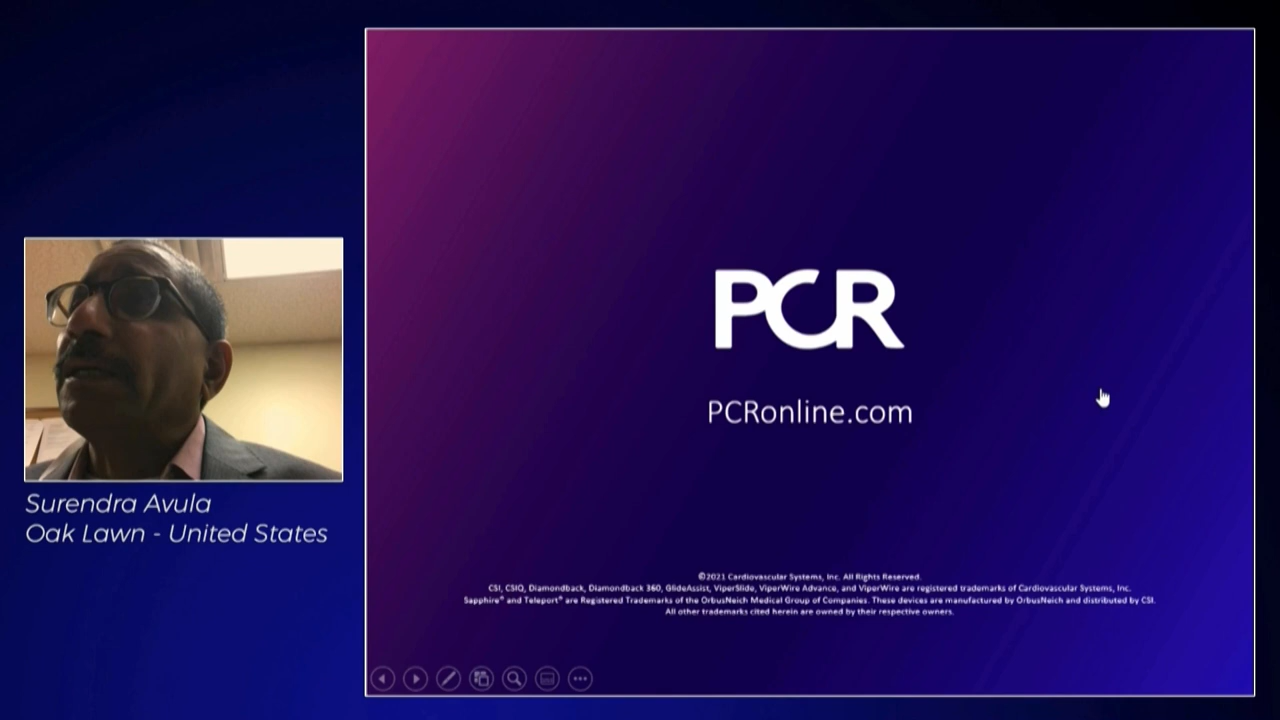 Surendra Avula
Oak Lawn - United States
PCR
PCRonline.com
©2021 Cardiovascular Systems, Inc. All Rights Reserved.
CSI, CSIQ, Diamondback, Diamondback 360, GlideAssist, ViperSlide, ViperWire Advance, and ViperWire are registered trademarks of Cardiovascular Systems, Inc.
Sapphire® and Teleport® are Registered Trademarks of the OrbusNeich Medical Group of Companies. These devices are manufactured by OrbusNeich and distributed by CSI.
All other trademarks cited herein are owned by their respective owners.